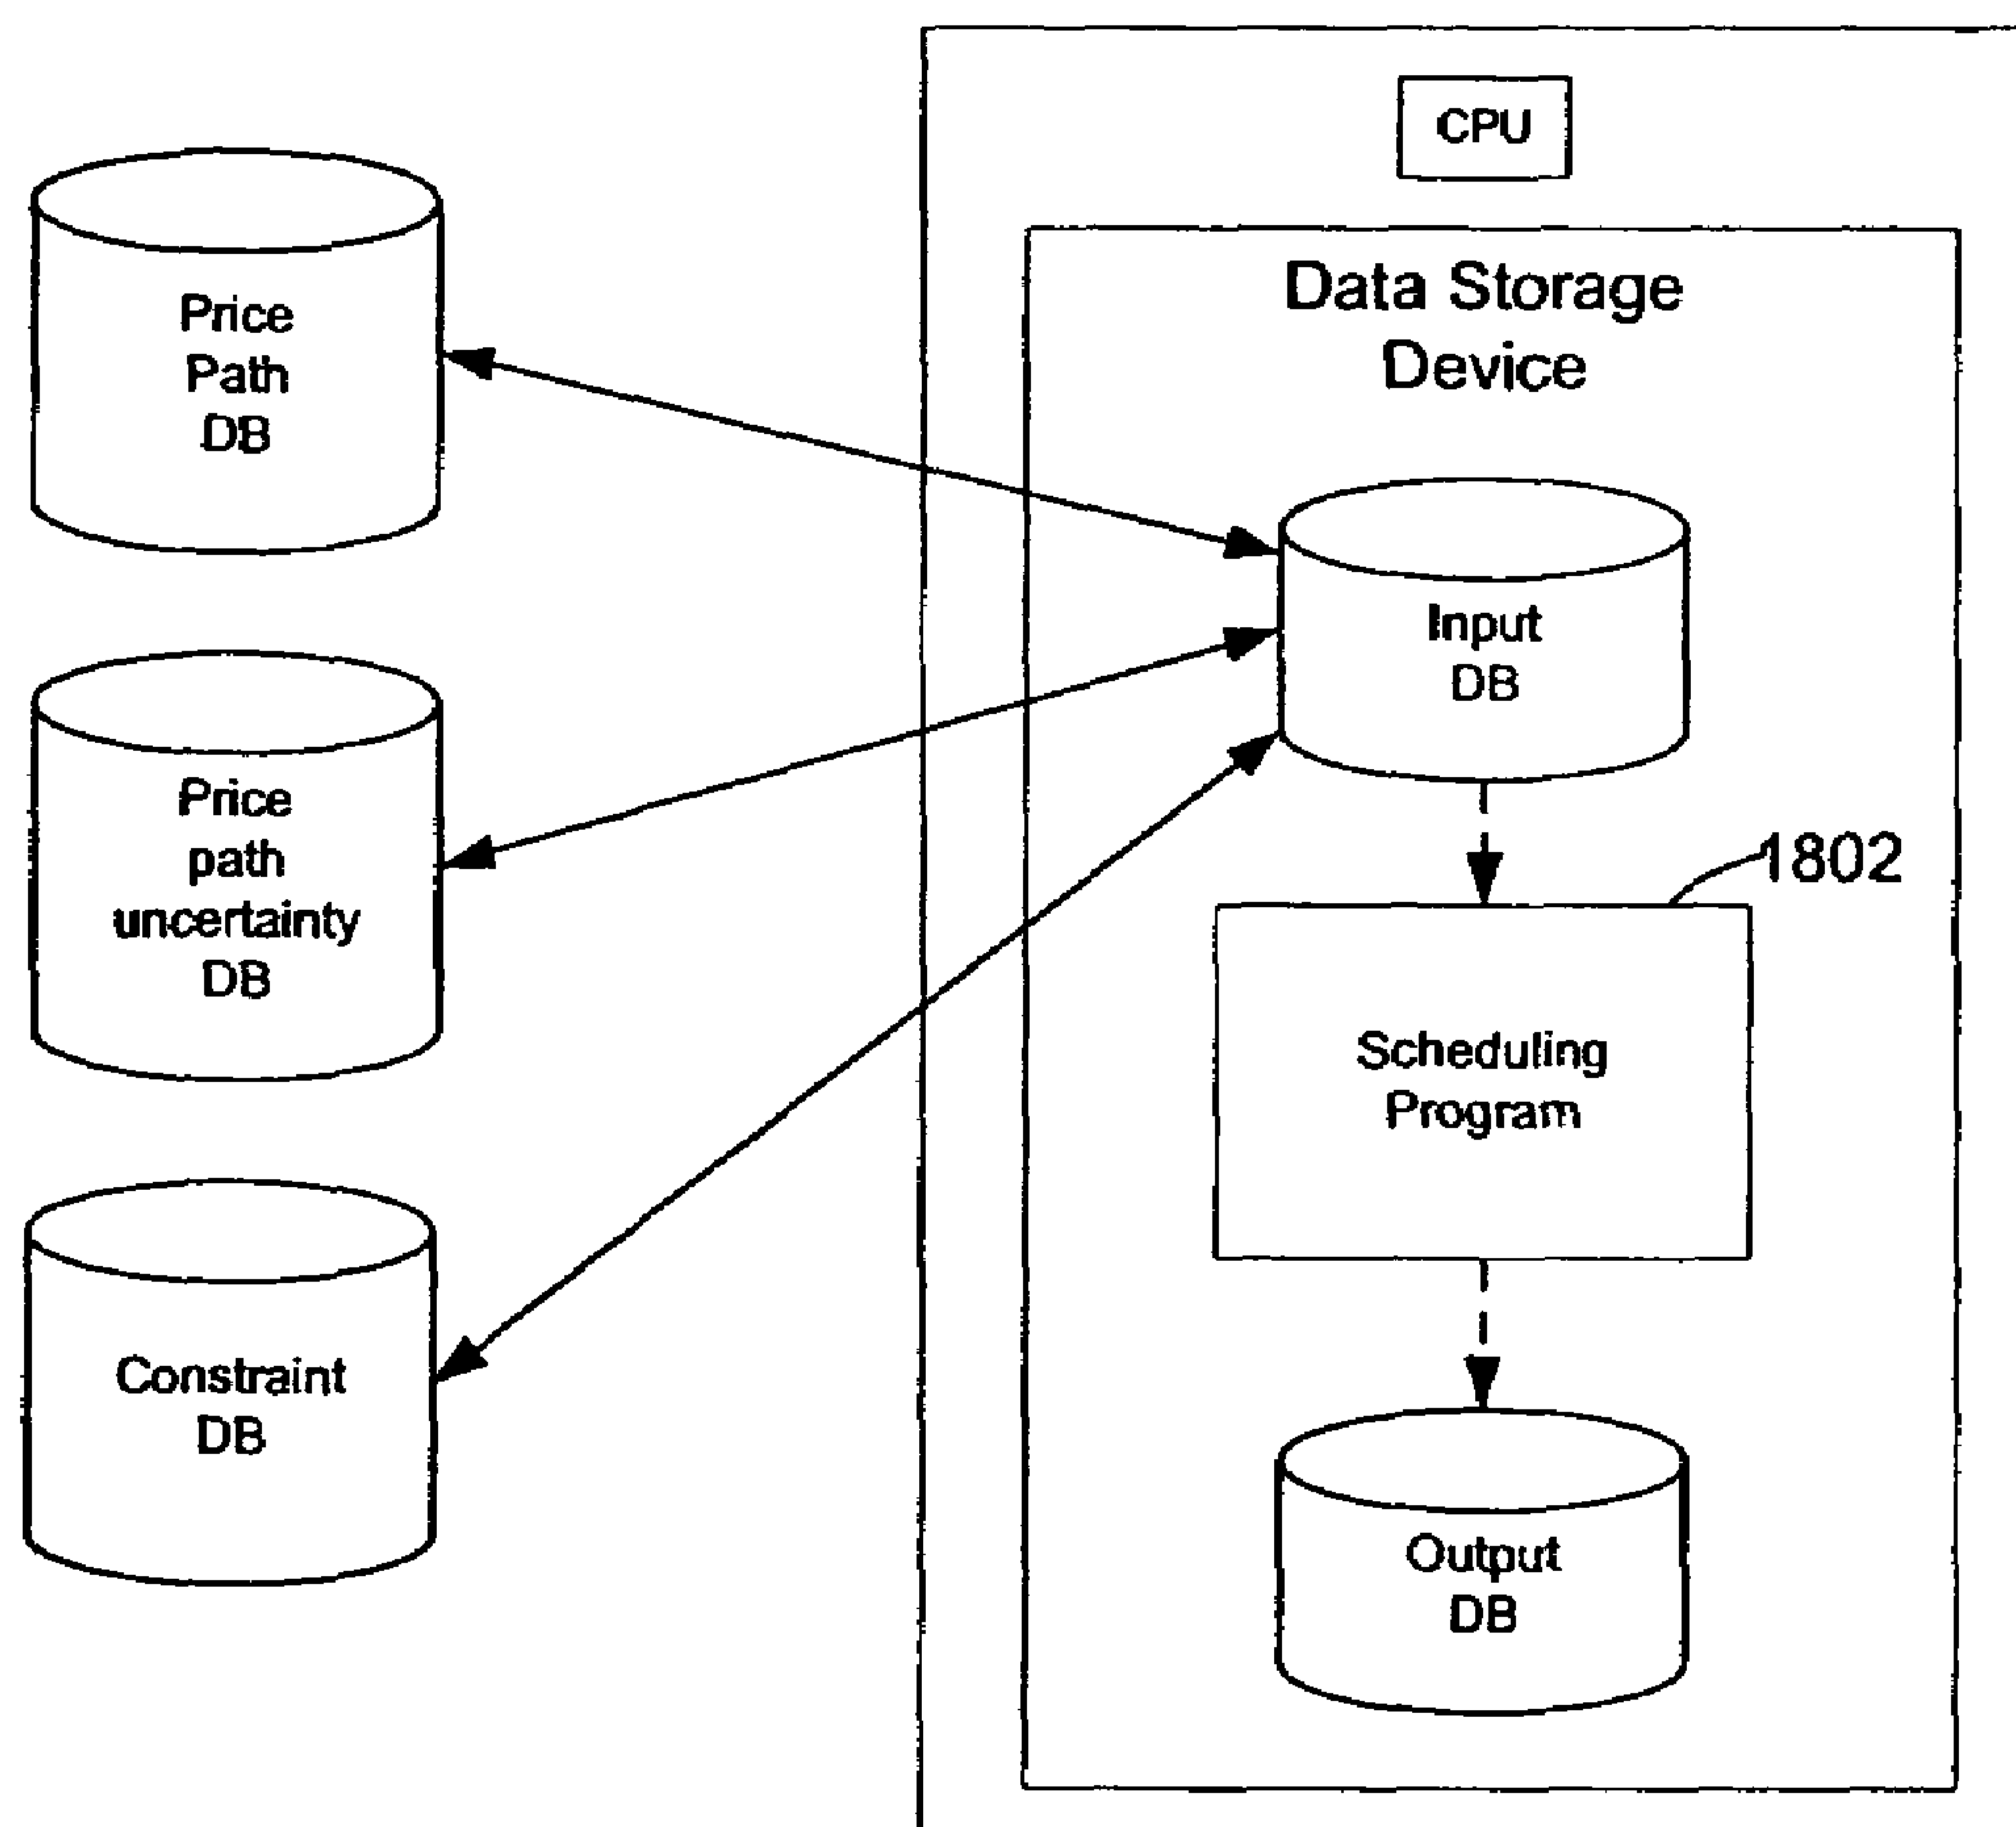 CPU
Data Storage
Device
Price
Path
DB
Input
DB
Price
path
uncertainty
DB
1802
Scheduling
Program
Constraint
DB
Output
DB